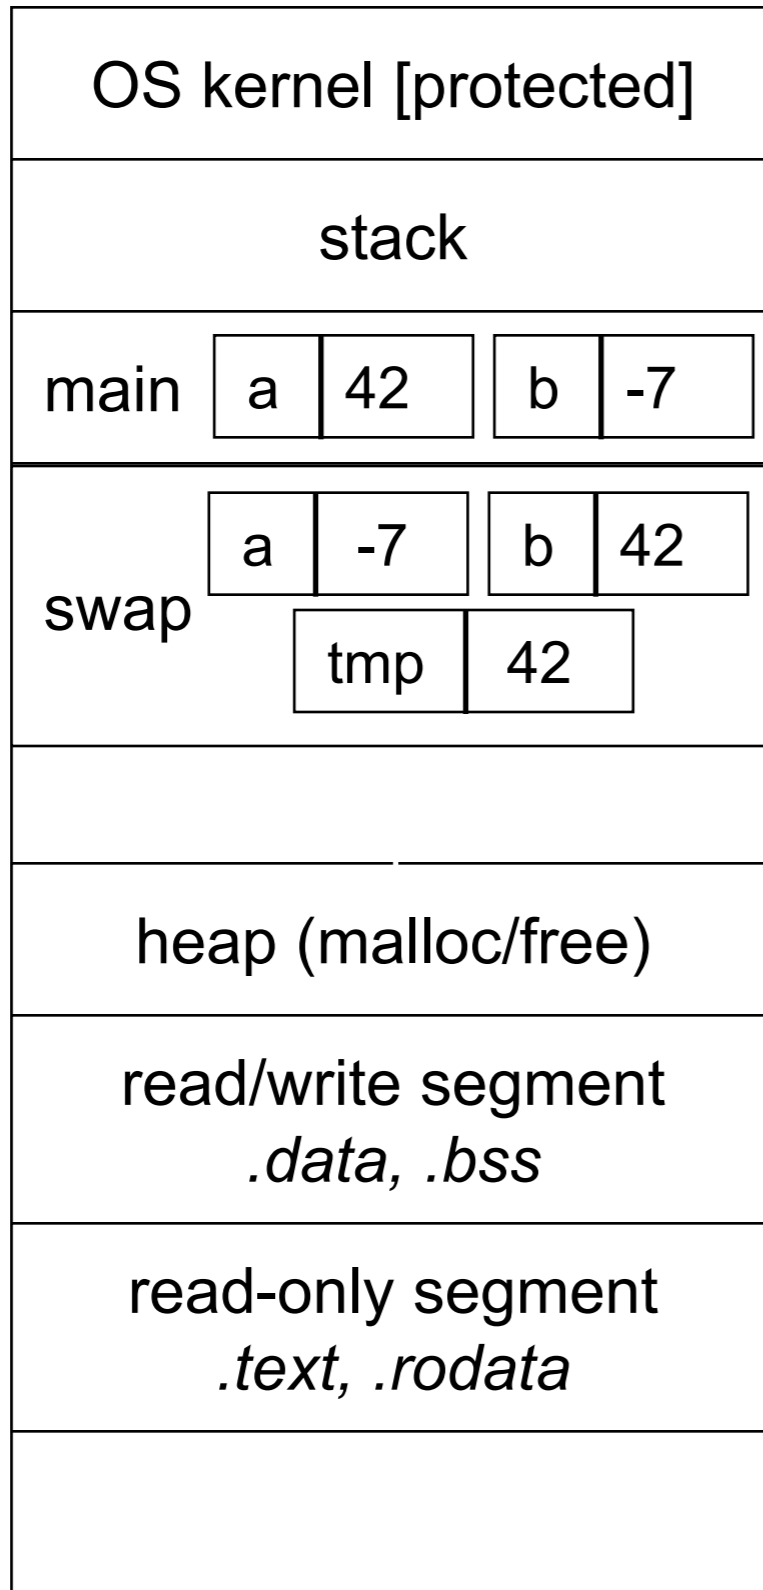 OS kernel [protected]
stack
main a 42 b -7
swap a -7 b 42
tmp 42
heap (malloc/free)
read/write segment
.data, .bss
read-only segment
.text, .rodata